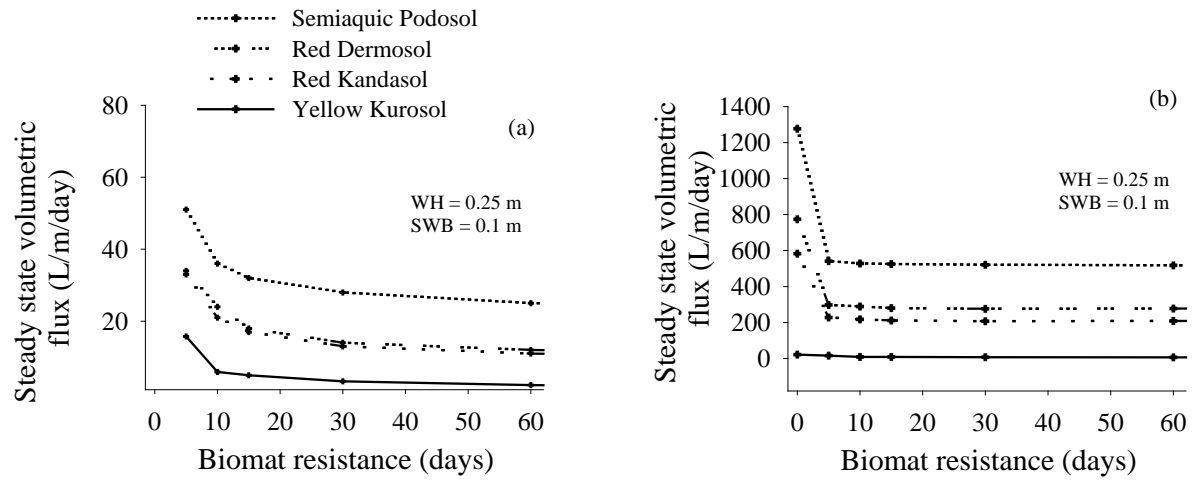 Semiaquic Podosol
Red Dermosol
Red Kandasol
Yellow Kurosol
(a)
WH = 0.25 m
SWB = 0.1 m
Steady state volumetric
flux (L/m/day)
80
60
40
20
0 10 20 30 40 50 60
Biomat resistance (days)
(b)
WH = 0.25 m
SWB = 0.1 m
Steady state volumetric
flux (L/m/day)
1400
1200
1000
800
600
400
200
0
0 10 20 30 40 50 60
Biomat resistance (days)